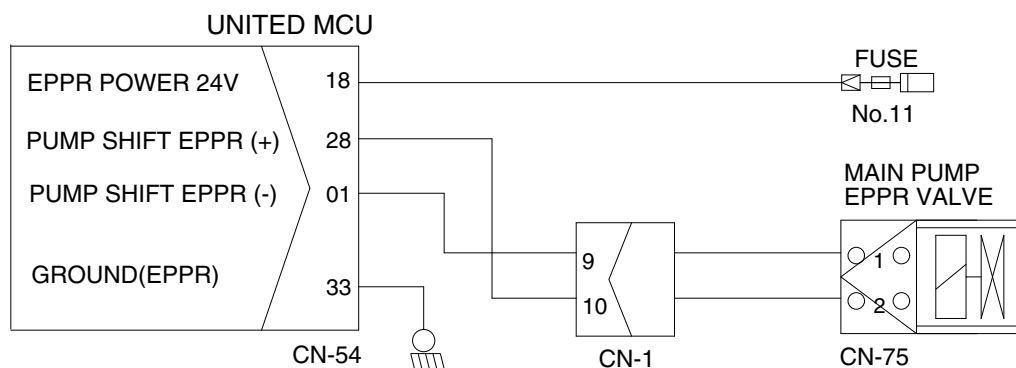 UNITED MCU
EPPR POWER 24V
18
FUSE
No.11
PUMP SHIFT EPPR (+)
28
PUMP SHIFT EPPR (-)
01
MAIN PUMP
EPPR VALVE
9
1
GROUND(EPPR)
33
10
2
CN-54
CN-1
CN-75